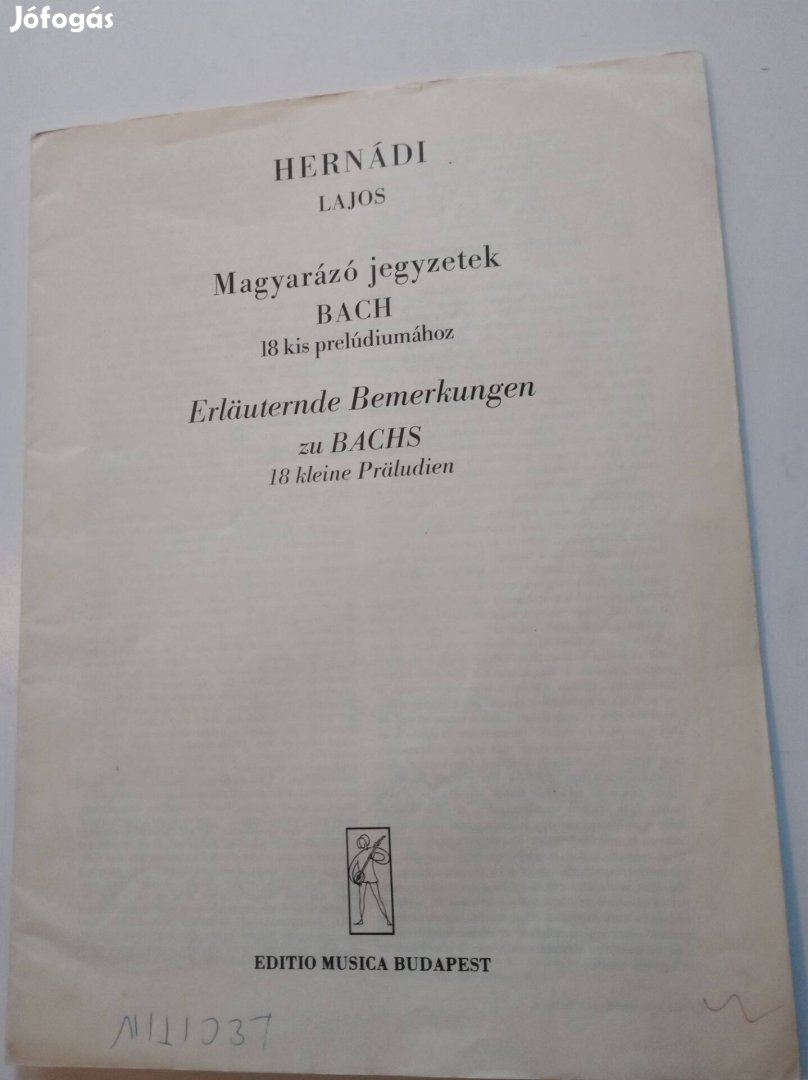 Jófogás
HERNÁDI
LAJOS
Magyarázó jegyzetek
BACH
18 kis prelúdiumához
Erläuternde Bemerkungen
zu BACHS
18 kleine Präludien
EDITIO MUSICA BUDAPEST